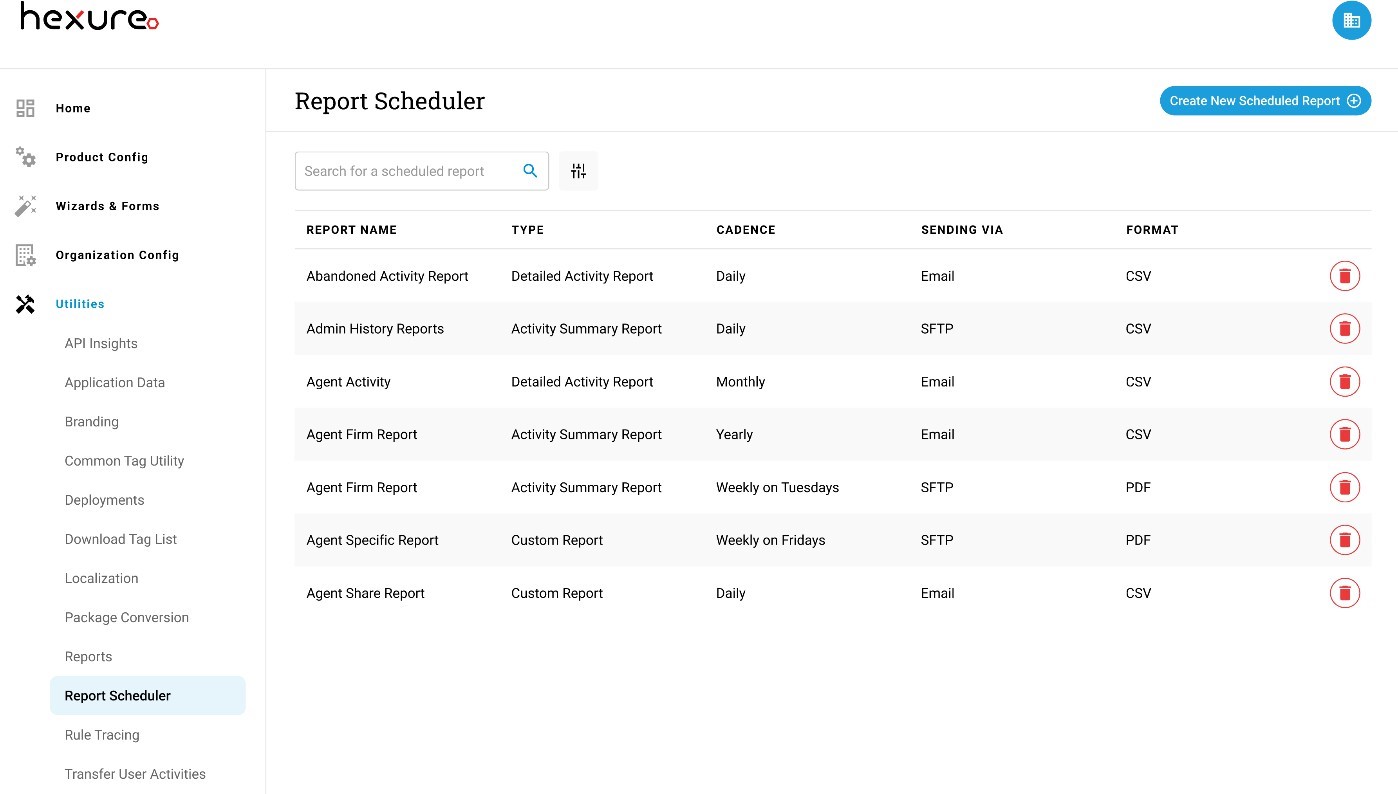 hexure
Home
Product Config
Wizards & Forms
Organization Config
Utilities
API Insights
Application Data
Branding
Common Tag Utility
Deployments
Download Tag List
Localization
Package Conversion
Reports
Report Scheduler
Rule Tracing
Transfer User Activities
Report Scheduler
Create New Scheduled Report
Search for a scheduled report
REPORT NAME TYPE CADENCE SENDING VIA FORMAT
Abandoned Activity Report Detailed Activity Report Daily Email CSV
Admin History Reports Activity Summary Report Daily SFTP CSV
Agent Activity Detailed Activity Report Monthly Email CSV
Agent Firm Report Activity Summary Report Yearly Email CSV
Agent Firm Report Activity Summary Report Weekly on Tuesdays SFTP PDF
Agent Specific Report Custom Report Weekly on Fridays SFTP PDF
Agent Share Report Custom Report Daily Email CSV